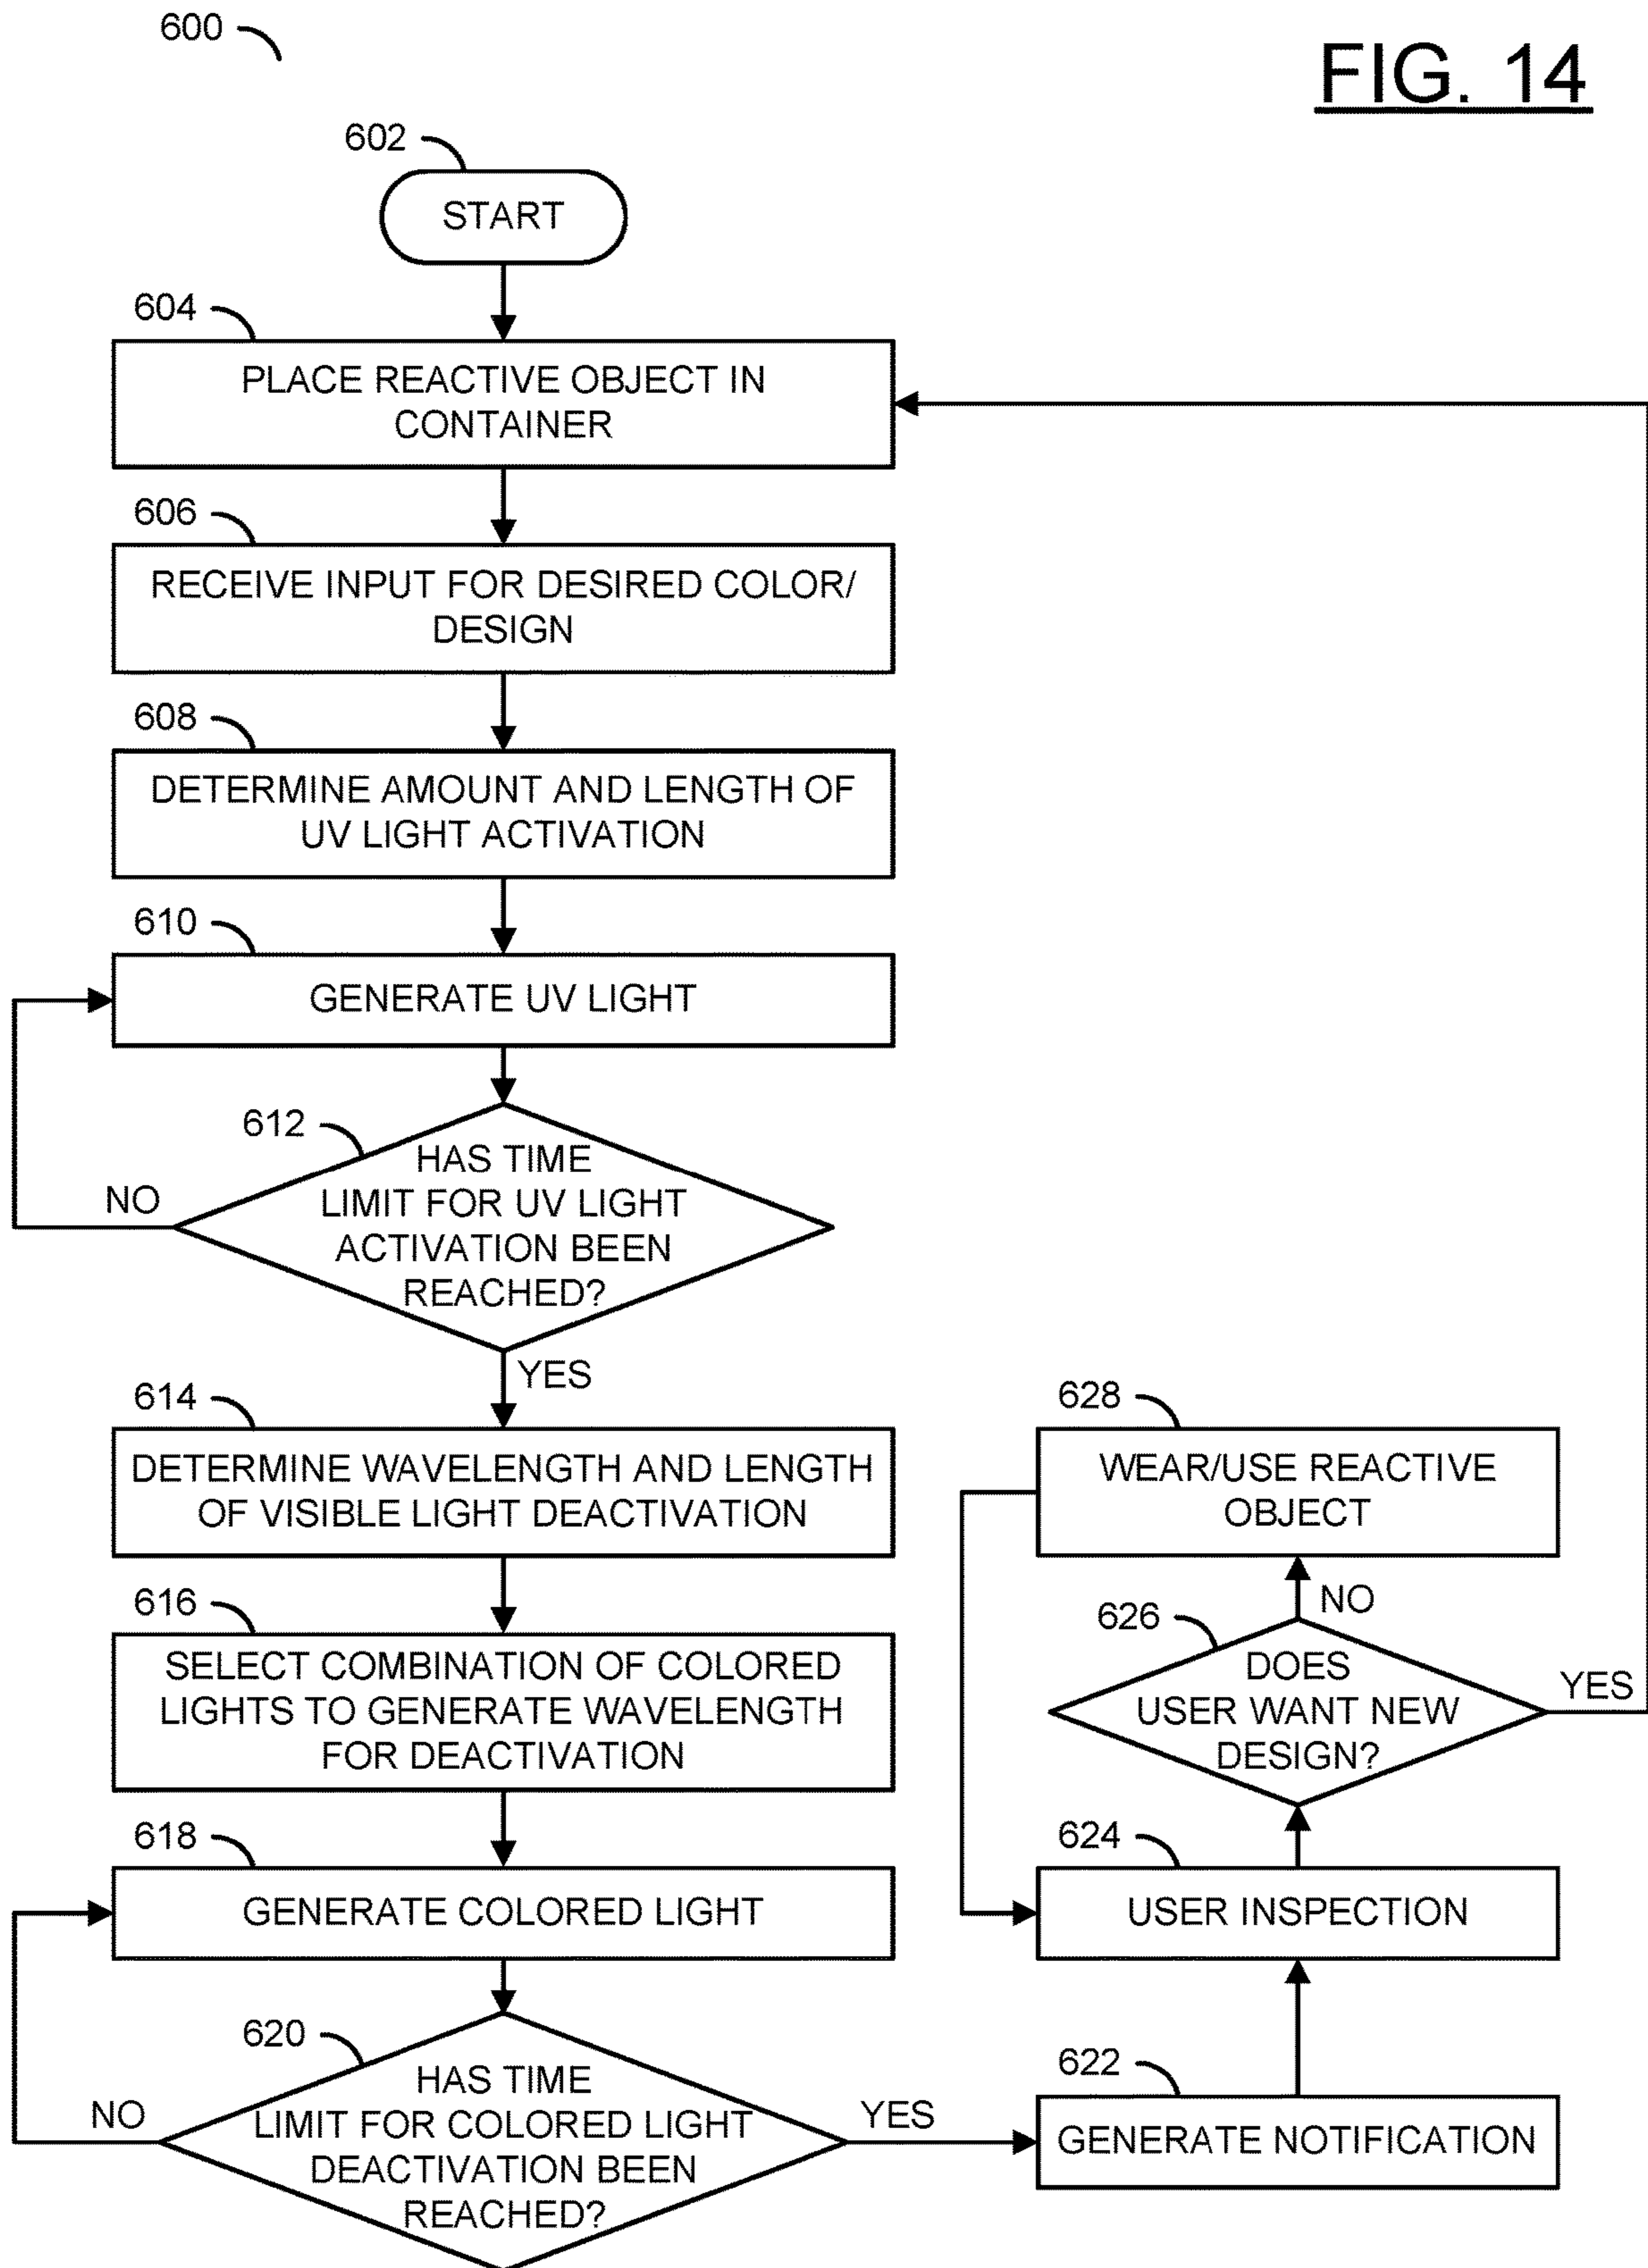 600
FIG. 14
602
START
604
PLACE REACTIVE OBJECT IN
CONTAINER
606
RECEIVE INPUT FOR DESIRED COLOR/
DESIGN
608
DETERMINE AMOUNT AND LENGTH OF
UV LIGHT ACTIVATION
610
GENERATE UV LIGHT
612
HAS TIME
LIMIT FOR UV LIGHT
ACTIVATION BEEN
REACHED?
NO
YES
614
DETERMINE WAVELENGTH AND LENGTH
OF VISIBLE LIGHT DEACTIVATION
616
SELECT COMBINATION OF COLORED
LIGHTS TO GENERATE WAVELENGTH
FOR DEACTIVATION
618
GENERATE COLORED LIGHT
620
HAS TIME
LIMIT FOR COLORED LIGHT
DEACTIVATION BEEN
REACHED?
NO
YES
622
GENERATE NOTIFICATION
624
USER INSPECTION
626
DOES
USER WANT NEW
DESIGN?
NO
YES
628
WEAR/USE REACTIVE
OBJECT